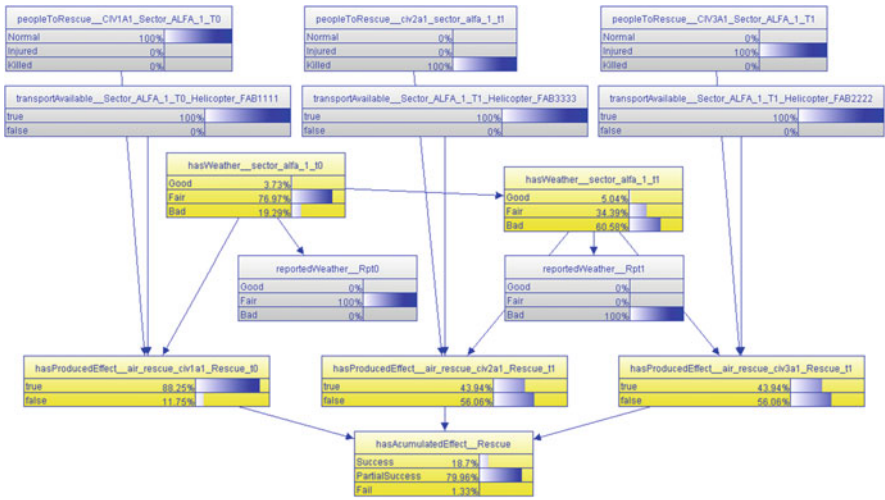 peopleToRescue__CIV1A1_Sector_ALFA_1_T0
Normal 100%
Injured 0%
Killed 0%
peopleToRescue__civ2a1_sector_alfa_1_t1
Normal 0%
Injured 0%
Killed 100%
peopleToRescue__CIV3A1_Sector_ALFA_1_T1
Normal 0%
Injured 100%
Killed 0%
transportAvailable__Sector_ALFA_1_T0_Helicopter_FAB1111
true 100%
false 0%
transportAvailable__Sector_ALFA_1_T1_Helicopter_FAB3333
true 100%
false 0%
transportAvailable__Sector_ALFA_1_T1_Helicopter_FAB2222
true 100%
false 0%
hasWeather__sector_alfa_1_t0
Good 3.73%
Fair 76.97%
Bad 19.29%
hasWeather__sector_alfa_1_t1
Good 5.04%
Fair 34.39%
Bad 60.58%
reportedWeather__Rpt0
Good 0%
Fair 100%
Bad 0%
reportedWeather__Rpt1
Good 0%
Fair 0%
Bad 100%
hasProducedEffect__air_rescue_civ1a1_Rescue_t0
true 88.25%
false 11.75%
hasProducedEffect__air_rescue_civ2a1_Rescue_t1
true 43.94%
false 56.06%
hasProducedEffect__air_rescue_civ3a1_Rescue_t1
true 43.94%
false 56.06%
hasAcumulatedEffect__Rescue
Success 18.7%
PartialSuccess 79.96%
Fail 1.33%